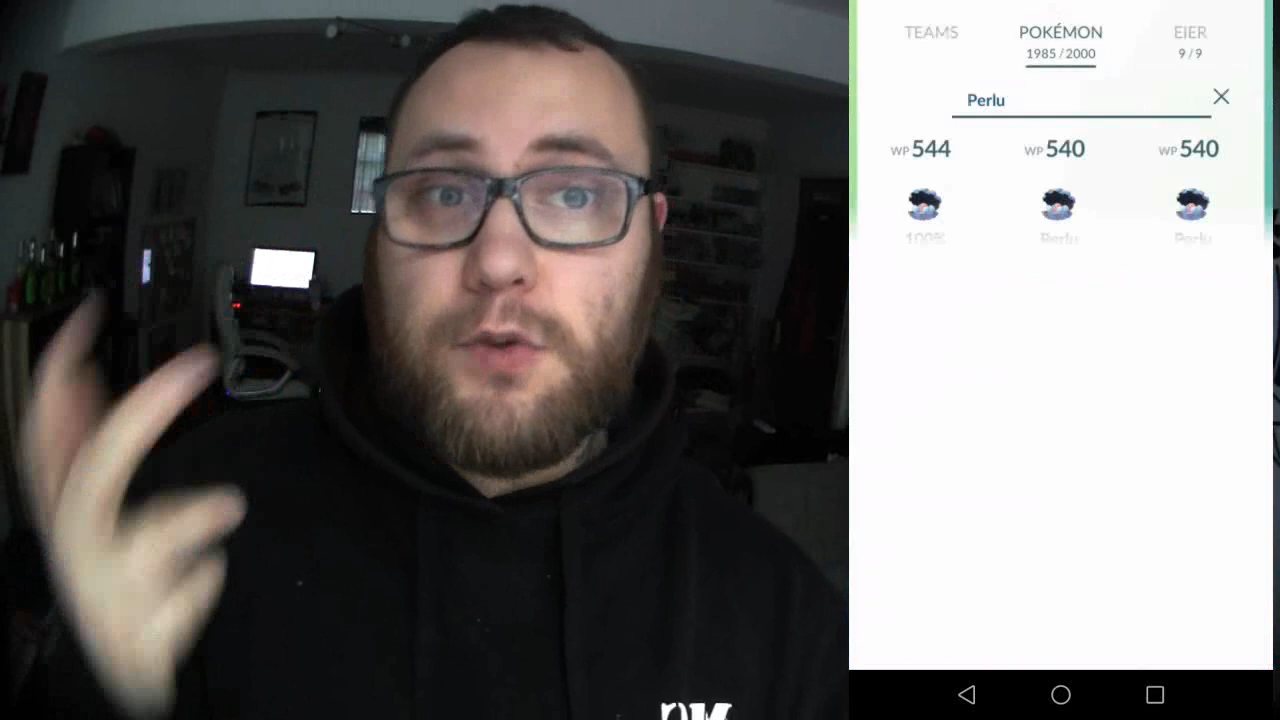 TEAMS
POKÉMON
EIER
1985 / 2000
9 / 9
Perlu
WP 544
WP 540
WP 540
100%
Perlu
Perlu